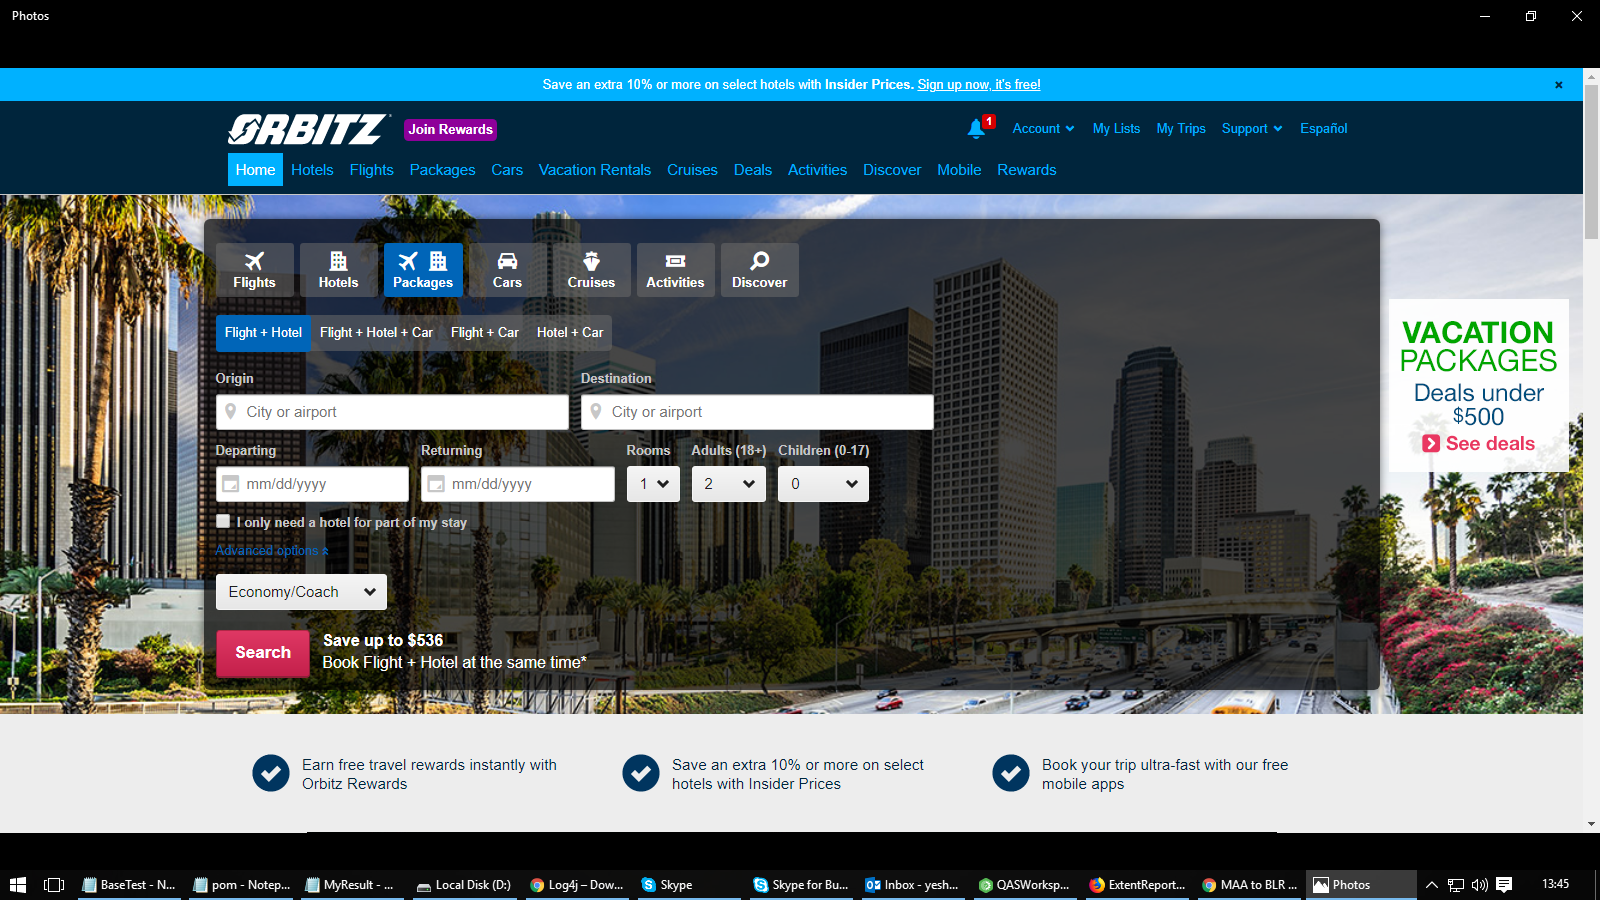 Photos
Save an extra 10% or more on select hotels with Insider Prices. Sign up now, it's free!
ORBITZ
Join Rewards
1
Account
My Lists
My Trips
Support
Español
Home
Hotels
Flights
Packages
Cars
Vacation Rentals
Cruises
Deals
Activities
Discover
Mobile
Rewards
Flights
Hotels
Packages
Cars
Cruises
Activities
Discover
Flight + Hotel
Flight + Hotel + Car
Flight + Car
Hotel + Car
Origin
Destination
City or airport
City or airport
Departing
Returning
Rooms
Adults (18+)
Children (0-17)
mm/dd/yyyy
mm/dd/yyyy
1
2
0
I only need a hotel for part of my stay
Advanced options
Economy/Coach
Search
Save up to $536
Book Flight + Hotel at the same time*
VACATION
PACKAGES
Deals under
$500
See deals
Earn free travel rewards instantly with
Orbitz Rewards
Save an extra 10% or more on select
hotels with Insider Prices
Book your trip ultra-fast with our free
mobile apps
BaseTest - N...
pom - Notep...
MyResult - ...
Local Disk (D:)
Log4j – Dow...
Skype
Skype for Bu...
Inbox - yesh...
QASWorksp...
ExtentReport...
MAA to BLR ...
Photos
13:45